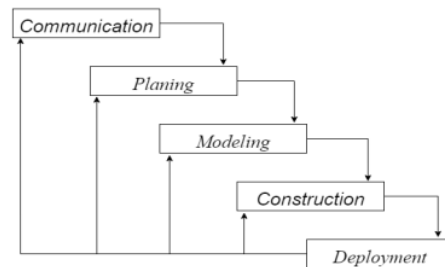 Communication
Planing
Modeling
Construction
Deployment